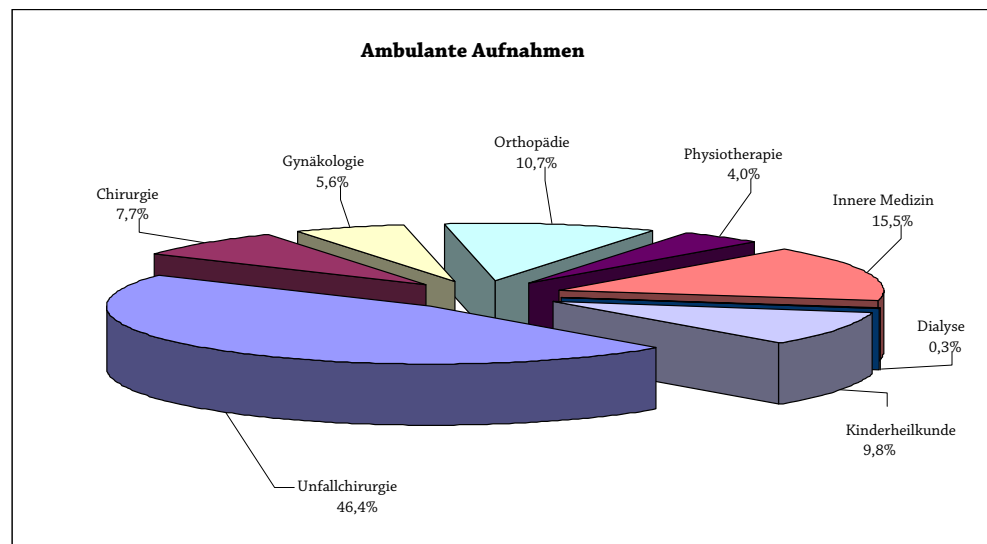 Ambulante Aufnahmen
Orthopädie
10,7%
Physiotherapie
4,0%
Gynäkologie
5,6%
Chirurgie
7,7%
Innere Medizin
15,5%
Dialyse
0,3%
Kinderheilkunde
9,8%
Unfallchirurgie
46,4%